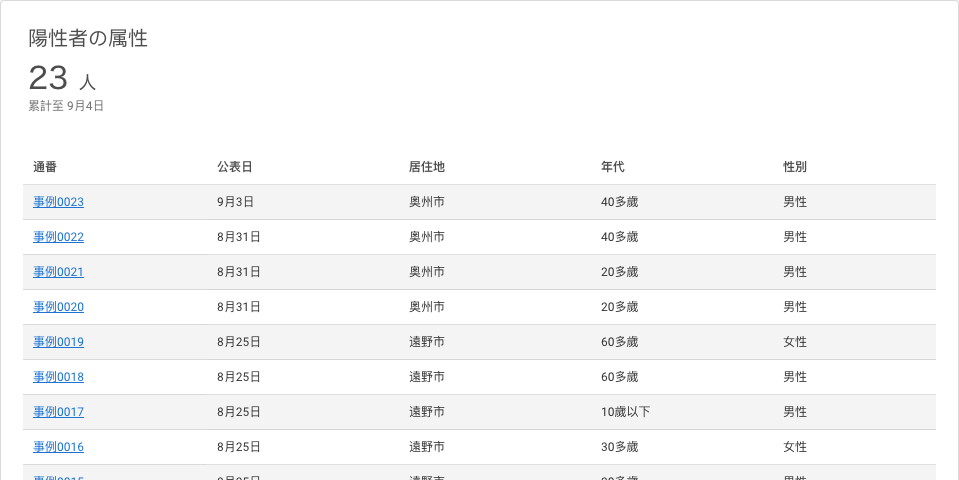 陽性者の属性
23 人
累計至 9月4日
通番 公表日 居住地 年代 性別
事例0023 9月3日 奥州市 40多歳 男性
事例0022 8月31日 奥州市 40多歳 男性
事例0021 8月31日 奥州市 20多歳 男性
事例0020 8月31日 奥州市 20多歳 男性
事例0019 8月25日 遠野市 60多歳 女性
事例0018 8月25日 遠野市 60多歳 男性
事例0017 8月25日 遠野市 10歳以下 男性
事例0016 8月25日 遠野市 30多歳 女性